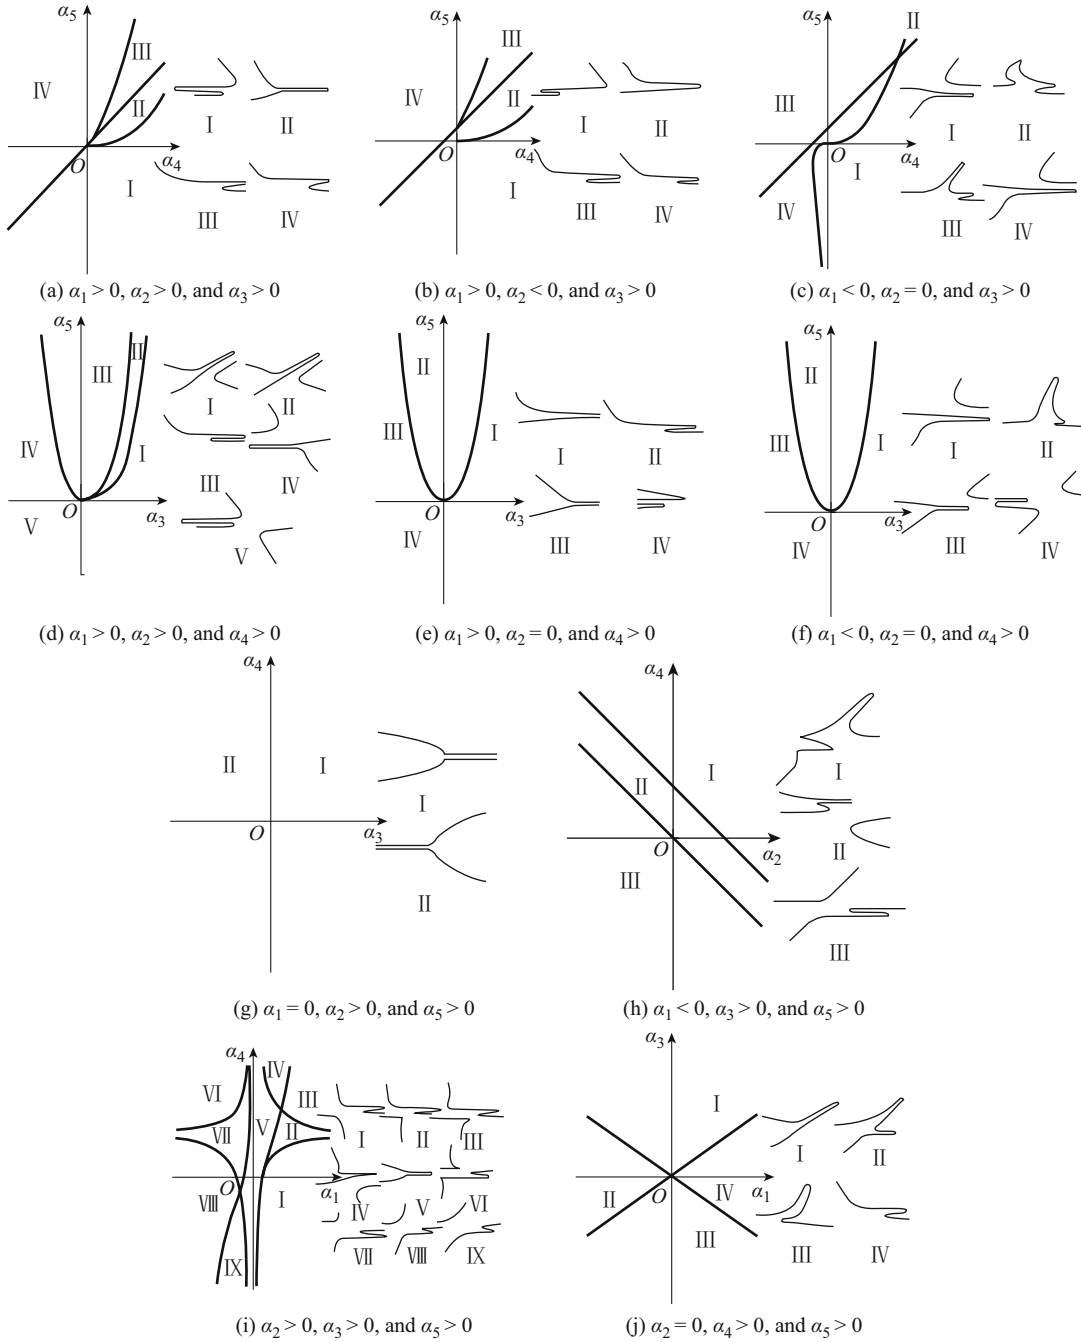 α5 α5 α5 Ⅱ
Ⅲ Ⅲ
Ⅳ Ⅳ Ⅲ
Ⅱ Ⅰ Ⅱ Ⅱ Ⅰ Ⅱ Ⅰ Ⅱ
O α4 O α4 O α4
Ⅰ Ⅰ Ⅰ
Ⅲ Ⅳ Ⅲ Ⅳ Ⅳ Ⅲ Ⅳ
(a) α1 > 0, α2 > 0, and α3 > 0
(b) α1 > 0, α2 < 0, and α3 > 0
(c) α1 < 0, α2 = 0, and α3 > 0
α5 α5 α5
Ⅲ Ⅱ Ⅰ Ⅱ Ⅱ Ⅱ
Ⅳ Ⅰ Ⅲ Ⅰ Ⅰ Ⅱ Ⅲ Ⅰ Ⅰ Ⅱ
Ⅲ Ⅳ
O α3 O α3 O α3
Ⅴ Ⅴ Ⅳ Ⅲ Ⅳ Ⅳ Ⅲ Ⅳ
(d) α1 > 0, α2 > 0, and α4 > 0
(e) α1 > 0, α2 = 0, and α4 > 0
(f) α1 < 0, α2 = 0, and α4 > 0
α4 α4
Ⅱ Ⅰ Ⅱ Ⅰ Ⅰ
Ⅰ
O α3 O α2 Ⅱ
Ⅱ Ⅲ Ⅲ
(g) α1 = 0, α2 > 0, and α5 > 0
(h) α1 < 0, α3 > 0, and α5 > 0
α4 α3
Ⅵ Ⅳ Ⅲ Ⅰ
Ⅶ Ⅴ Ⅱ Ⅰ Ⅱ Ⅲ Ⅰ Ⅱ
O α1 O α1
Ⅷ Ⅰ Ⅳ Ⅴ Ⅵ Ⅱ Ⅳ
Ⅸ Ⅶ Ⅷ Ⅸ Ⅲ Ⅲ Ⅳ
(i) α2 > 0, α3 > 0, and α5 > 0
(j) α2 = 0, α4 > 0, and α5 > 0